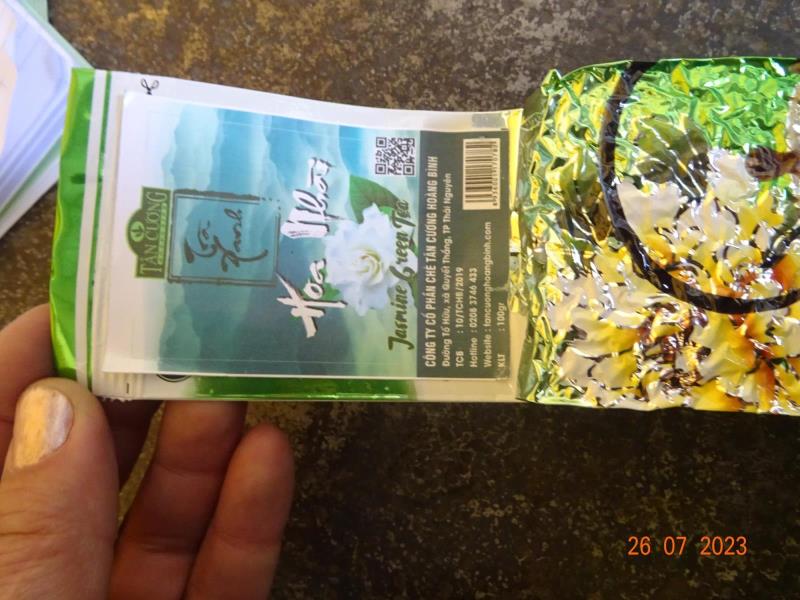 TÂN CƯƠNG
Trà
Xanh
Hoa Nhài
Jasmine Green Tea
CÔNG TY CỔ PHẦN CHÈ TÂN CƯƠNG HOÀNG BÌNH
Đường Tố Hữu, xã Quyết Thắng, TP Thái Nguyên
TCB : 10/TCHB/2019
Hotline : 0208 3746 433
Website : tancuonghoangbinh.com
KLT : 100gr
26 07 2023